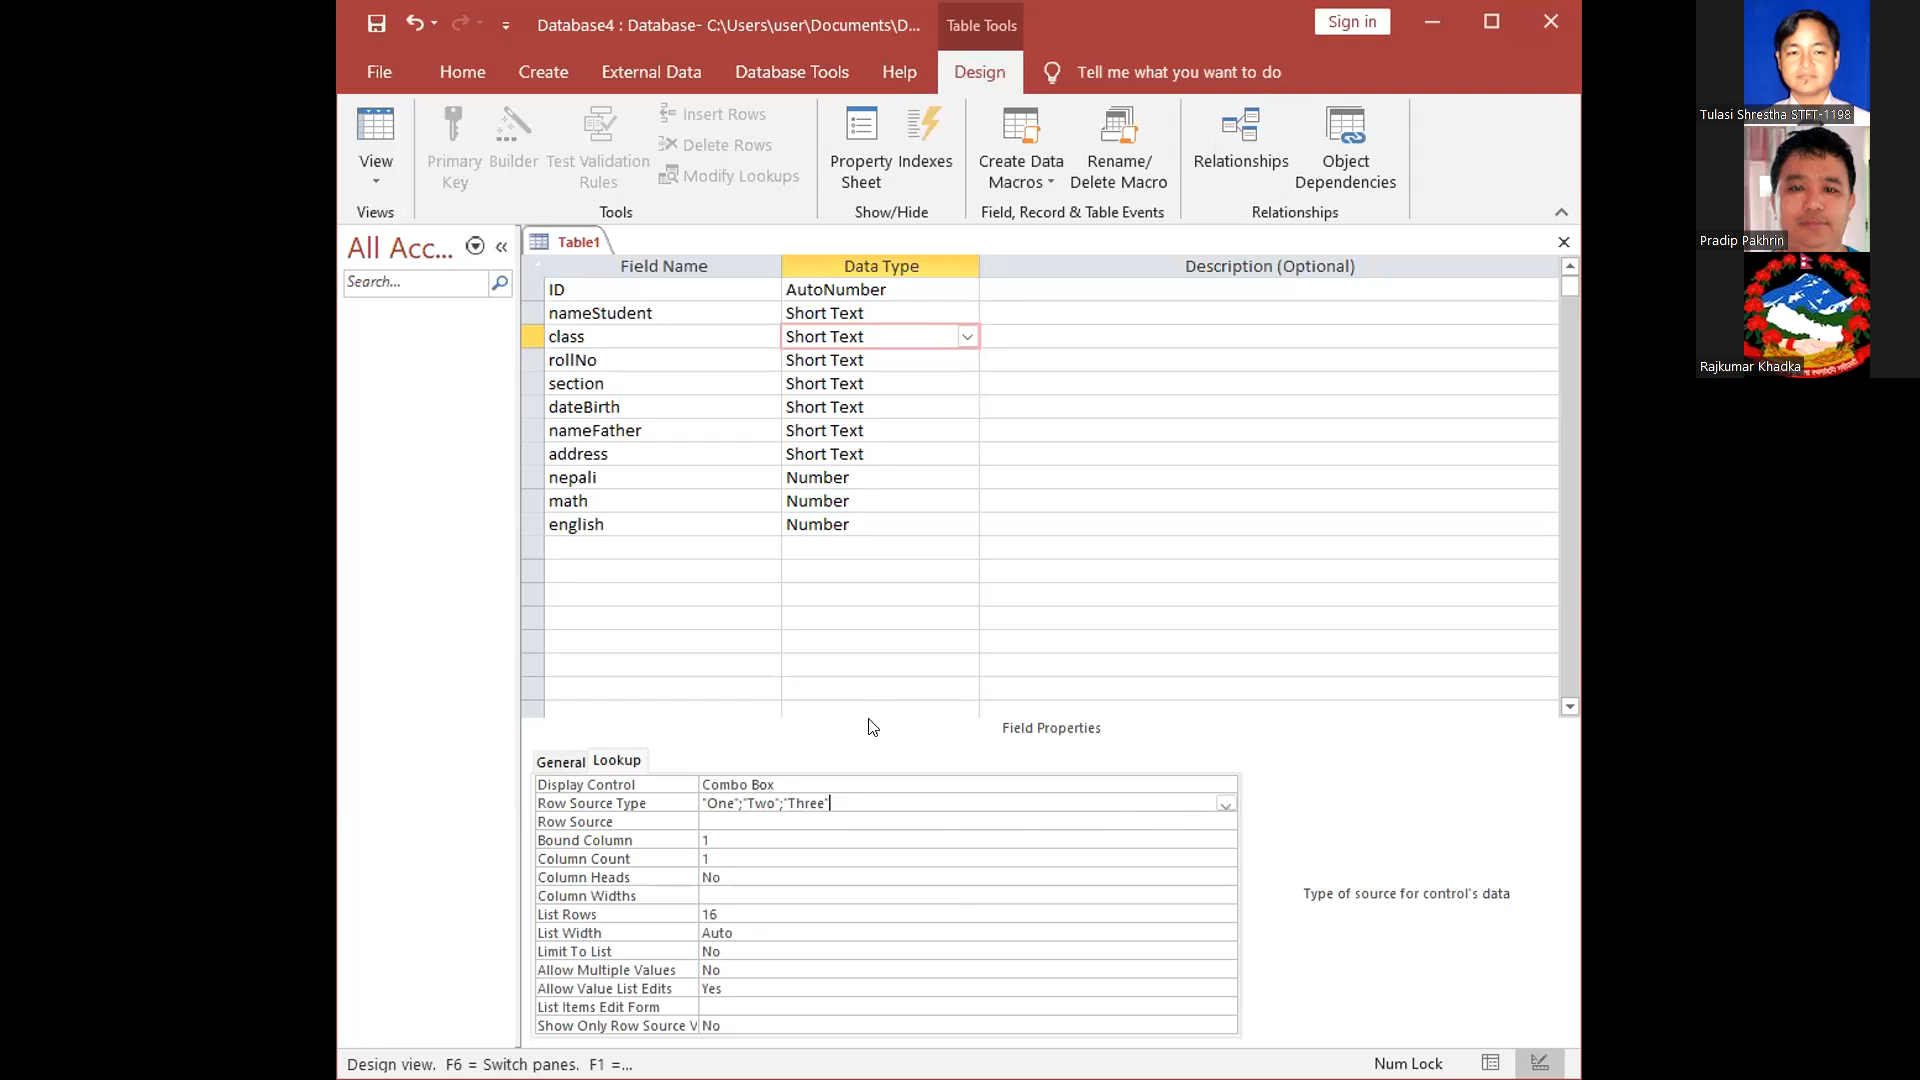 Database4 : Database- C:\Users\user\Documents\D...
Table Tools
Sign in
File
Home
Create
External Data
Database Tools
Help
Design
Tell me what you want to do
View
Primary Key
Builder
Test Validation Rules
Insert Rows
Delete Rows
Modify Lookups
Property Sheet
Indexes
Create Data Macros
Rename/ Delete Macro
Relationships
Object Dependencies
Views
Tools
Show/Hide
Field, Record & Table Events
Relationships
All Acc...
Search...
Table1
Field Name Data Type Description (Optional)
ID AutoNumber
nameStudent Short Text
class Short Text
rollNo Short Text
section Short Text
dateBirth Short Text
nameFather Short Text
address Short Text
nepali Number
math Number
english Number
Field Properties
General Lookup
Display Control Combo Box
Row Source Type "One";"Two";"Three"
Row Source
Bound Column 1
Column Count 1
Column Heads No
Column Widths
List Rows 16
List Width Auto
Limit To List No
Allow Multiple Values No
Allow Value List Edits Yes
List Items Edit Form
Show Only Row Source V No
Type of source for control's data
Design view. F6 = Switch panes. F1 =...
Num Lock
Tulasi Shrestha STFT-1198
Pradip Pakhrin
Rajkumar Khadka